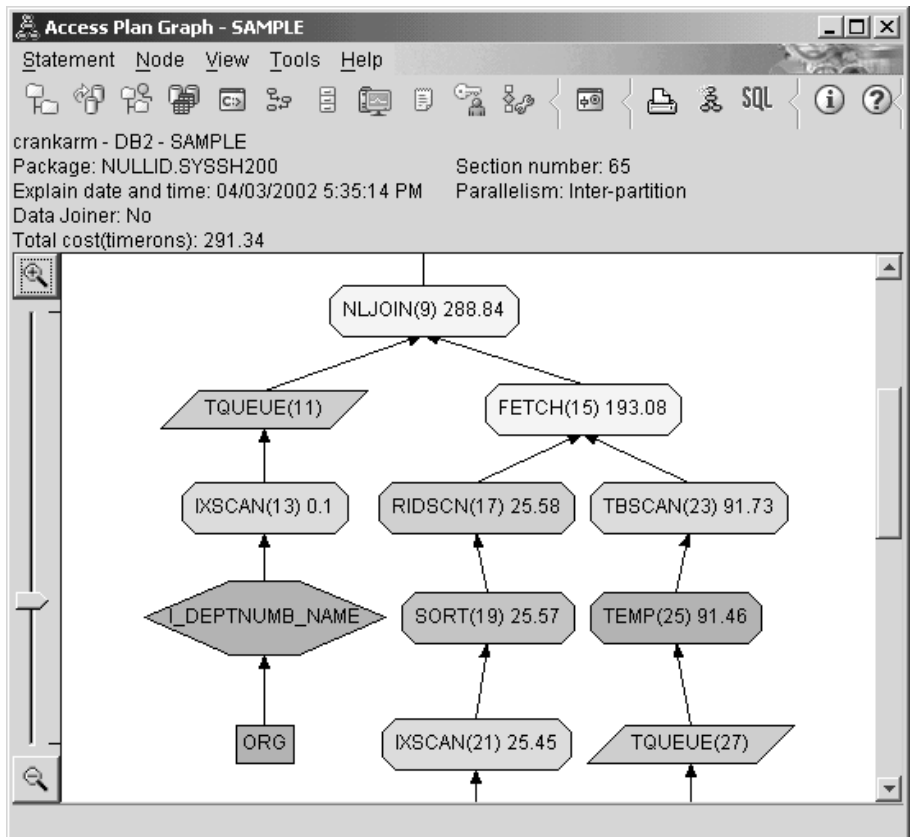 Access Plan Graph - SAMPLE
Statement Node View Tools Help
C:>
SQL
i ?
crankarm - DB2 - SAMPLE
Package: NULLID.SYSSH200 Section number: 65
Explain date and time: 04/03/2002 5:35:14 PM Parallelism: Inter-partition
Data Joiner: No
Total cost(timerons): 291.34
NLJOIN(9) 288.84
TQUEUE(11) FETCH(15) 193.08
IXSCAN(13) 0.1 RIDSCN(17) 25.58 TBSCAN(23) 91.73
I_DEPTNUMB_NAME SORT(19) 25.57 TEMP(25) 91.46
ORG IXSCAN(21) 25.45 TQUEUE(27)